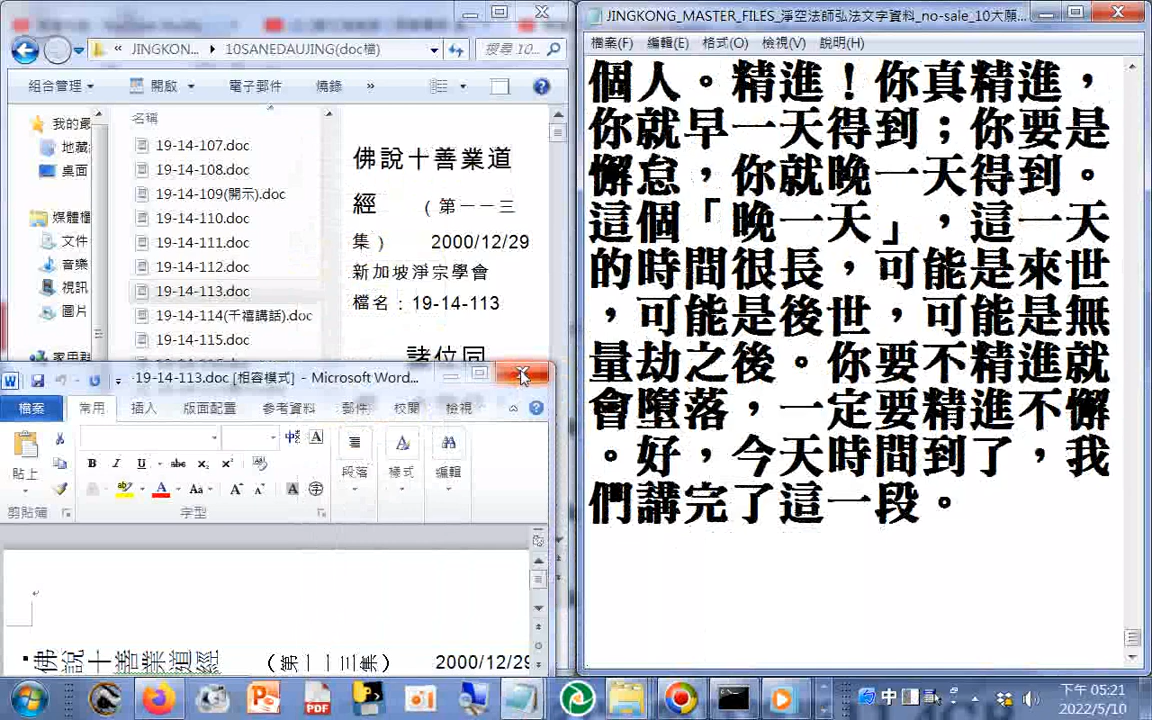 JINGKON...
10SANEDAUJING(doc檔)
搜尋 10...
組合管理
開啟
電子郵件
燒錄
»
我的最
地藏
桌面
媒體櫃
文件
音樂
視訊
圖片
名稱
19-14-107.doc
19-14-108.doc
19-14-109(開示).doc
19-14-110.doc
19-14-111.doc
19-14-112.doc
19-14-113.doc
19-14-114(千禧講話).doc
19-14-115.doc
佛說十善業道
經 （第一一三
集） 2000/12/29
新加坡淨宗學會
檔名：19-14-113
諸位同
19-14-113.doc [相容模式] - Microsoft Word...
檔案 常用 插入 版面配置 參考資料 郵件 校閱 檢視
貼上
段落
樣式
編輯
剪貼簿
字型
佛說十善業道經 （第一一三集） 2000/12/29
JINGKONG_MASTER_FILES_淨空法師弘法文字資料_no-sale_10大願...
檔案(F) 編輯(E) 格式(O) 檢視(V) 說明(H)
個人。精進！你真精進，
你就早一天得到；你要是
懈怠，你就晚一天得到。
這個「晚一天」，這一天
的時間很長，可能是來世
，可能是後世，可能是無
量劫之後。你要不精進就
會墮落，一定要精進不懈
。好，今天時間到了，我
們講完了這一段。
中
下午 05:21
2022/5/10